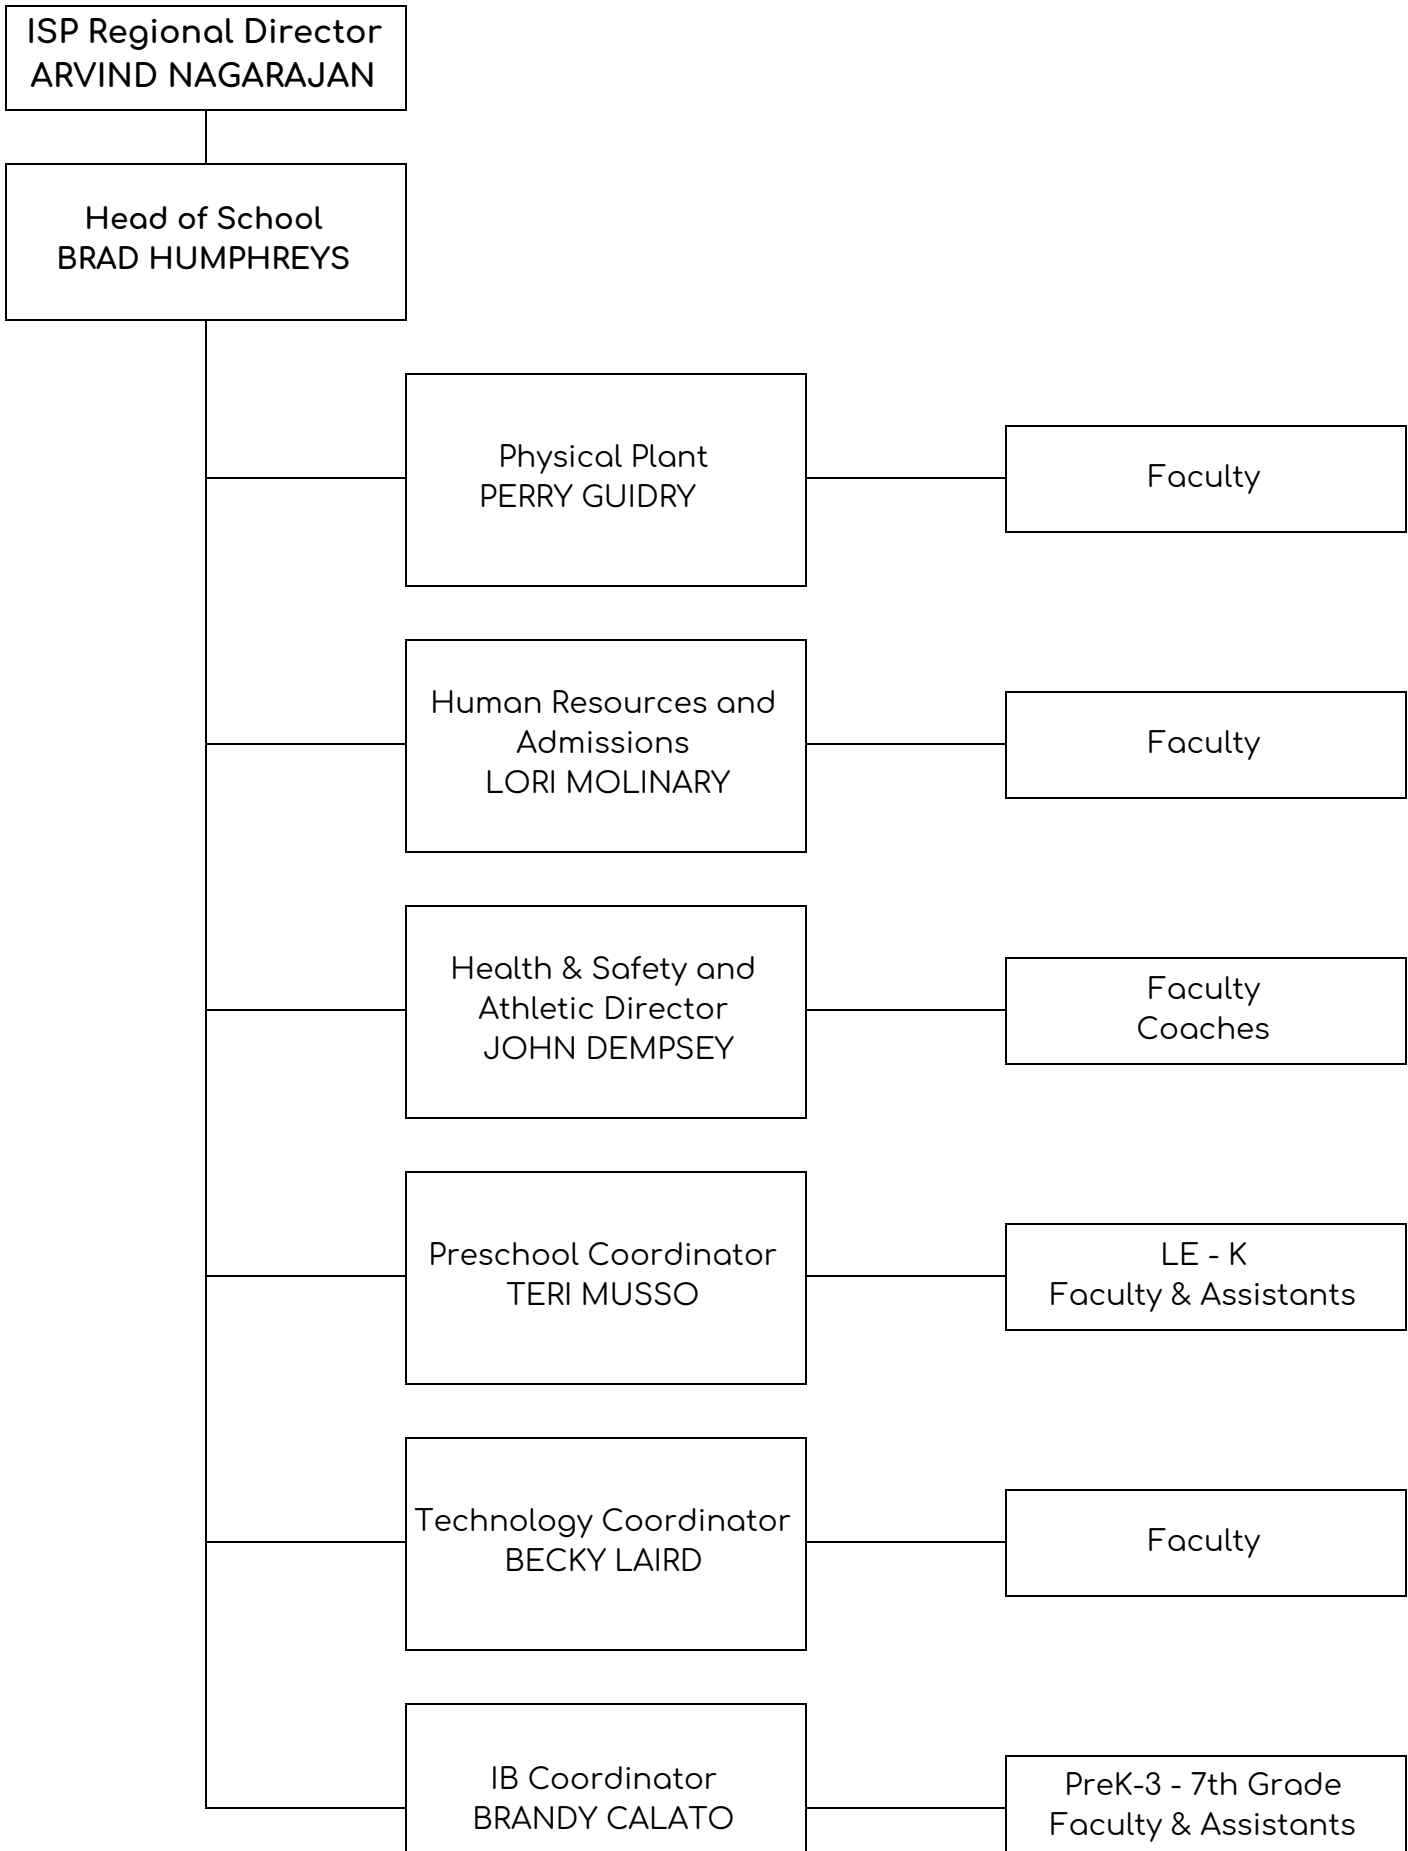 ISP Regional Director
ARVIND NAGARAJAN
Head of School
BRAD HUMPHREYS
Physical Plant
PERRY GUIDRY
Faculty
Human Resources and
Admissions
LORI MOLINARY
Faculty
Health & Safety and
Athletic Director
JOHN DEMPSEY
Faculty
Coaches
Preschool Coordinator
TERI MUSSO
LE - K
Faculty & Assistants
Technology Coordinator
BECKY LAIRD
Faculty
IB Coordinator
BRANDY CALATO
PreK-3 - 7th Grade
Faculty & Assistants